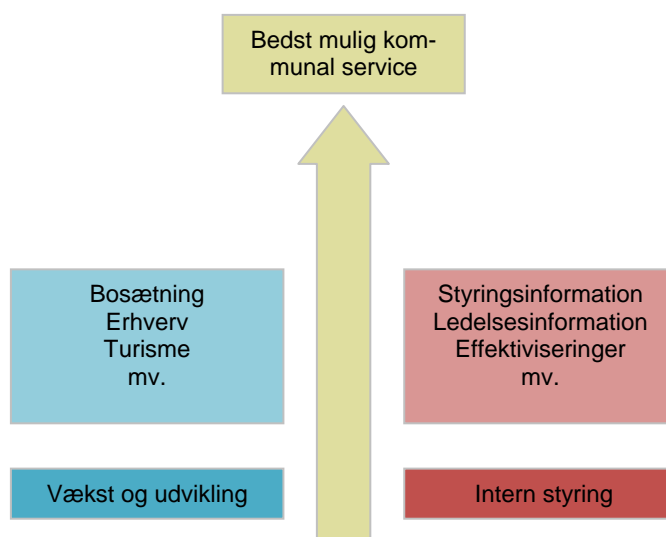 Bedst mulig kom-
munal service
Bosætning
Erhverv
Turisme
mv.
Styringsinformation
Ledelsesinformation
Effektiviseringer
mv.
Vækst og udvikling
Intern styring